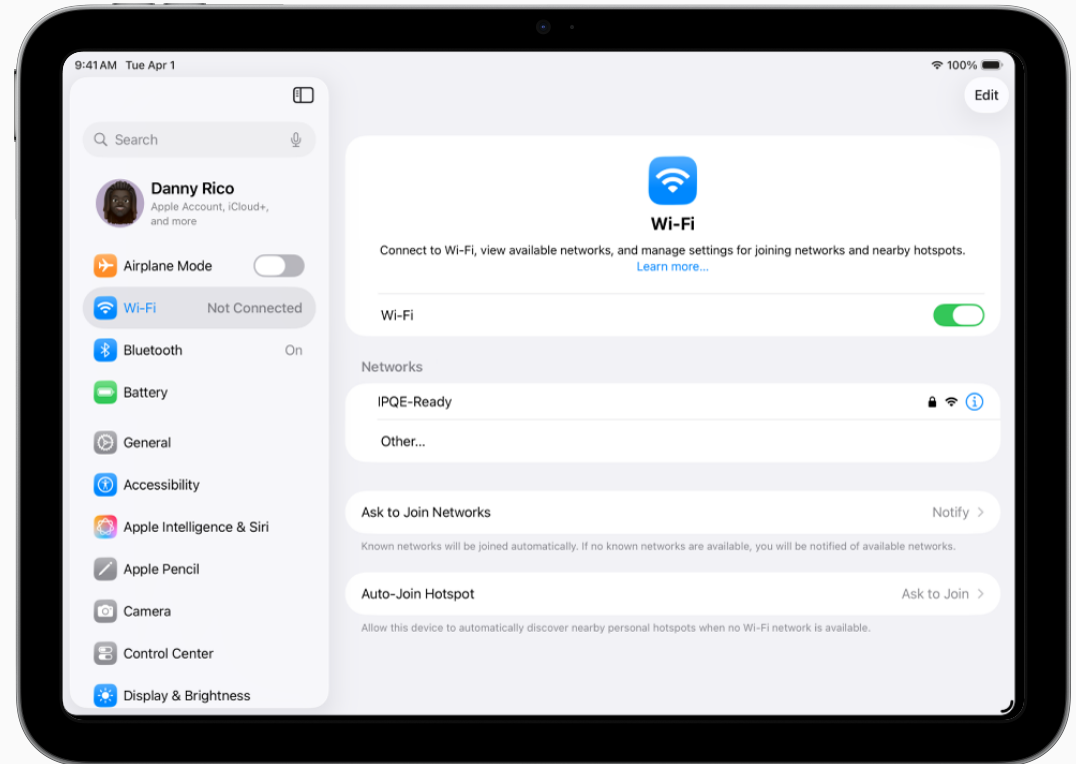 9:41 AM Tue Apr 1
100%
Search
Danny Rico
Apple Account, iCloud+,
and more
Airplane Mode
Wi-Fi Not Connected
Bluetooth On
Battery
General
Accessibility
Apple Intelligence & Siri
Apple Pencil
Camera
Control Center
Display & Brightness
Edit
Wi-Fi
Connect to Wi-Fi, view available networks, and manage settings for joining networks and nearby hotspots.
Learn more...
Wi-Fi
Networks
IPQE-Ready
Other...
Ask to Join Networks Notify
Known networks will be joined automatically. If no known networks are available, you will be notified of available networks.
Auto-Join Hotspot Ask to Join
Allow this device to automatically discover nearby personal hotspots when no Wi-Fi network is available.